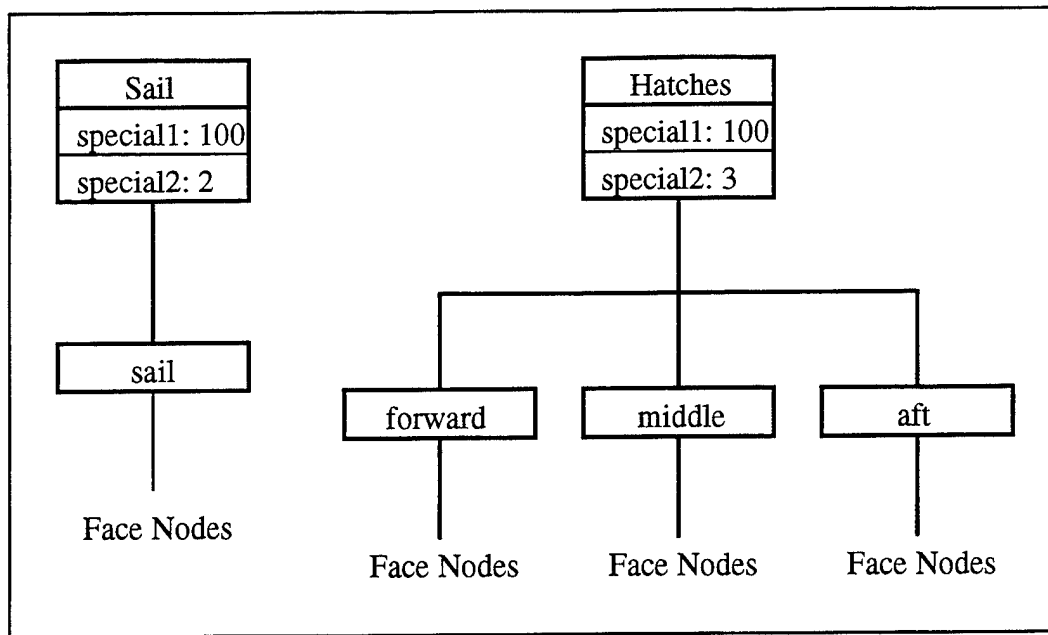 Sail
special1: 100
special2: 2
sail
Face Nodes
Hatches
special1: 100
special2: 3
forward
middle
aft
Face Nodes
Face Nodes
Face Nodes